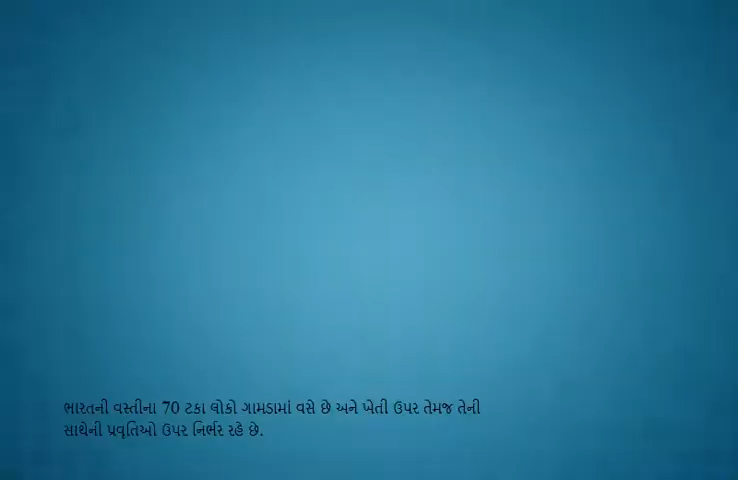 ભારતની વસ્તીના 70 ટકા લોકો ગામડામાં વસે છે અને ખેતી ઉપર તેમજ તેની
સાથેની પ્રવૃતિઓ ઉપર નિર્ભર રહે છે.